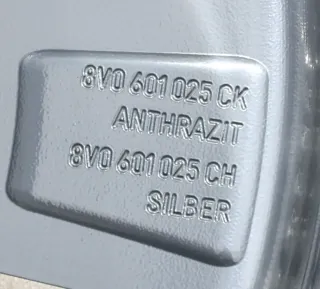 8V0 601 025 CK
ANTHRAZIT
8V0 601 025 CH
SILBER